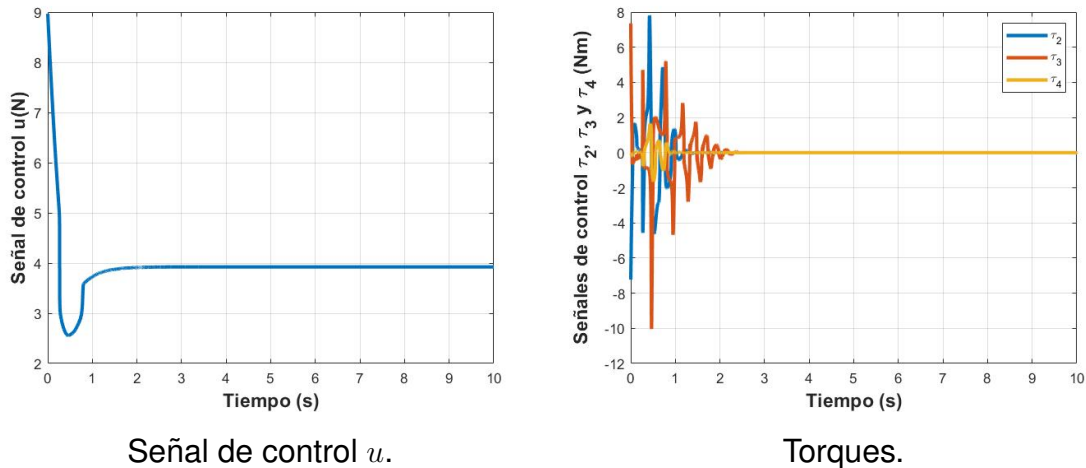 9
8
7
6
5
4
3
2
0 1 2 3 4 5 6 7 8 9 10
Señal de control u(N)
Tiempo (s)
Señal de control u.
8
6
4
2
0
-2
-4
-6
-8
-10
-12
0 1 2 3 4 5 6 7 8 9 10
Señales de control τ₂, τ₃ y τ₄ (Nm)
Tiempo (s)
τ₂
τ₃
τ₄
Torques.